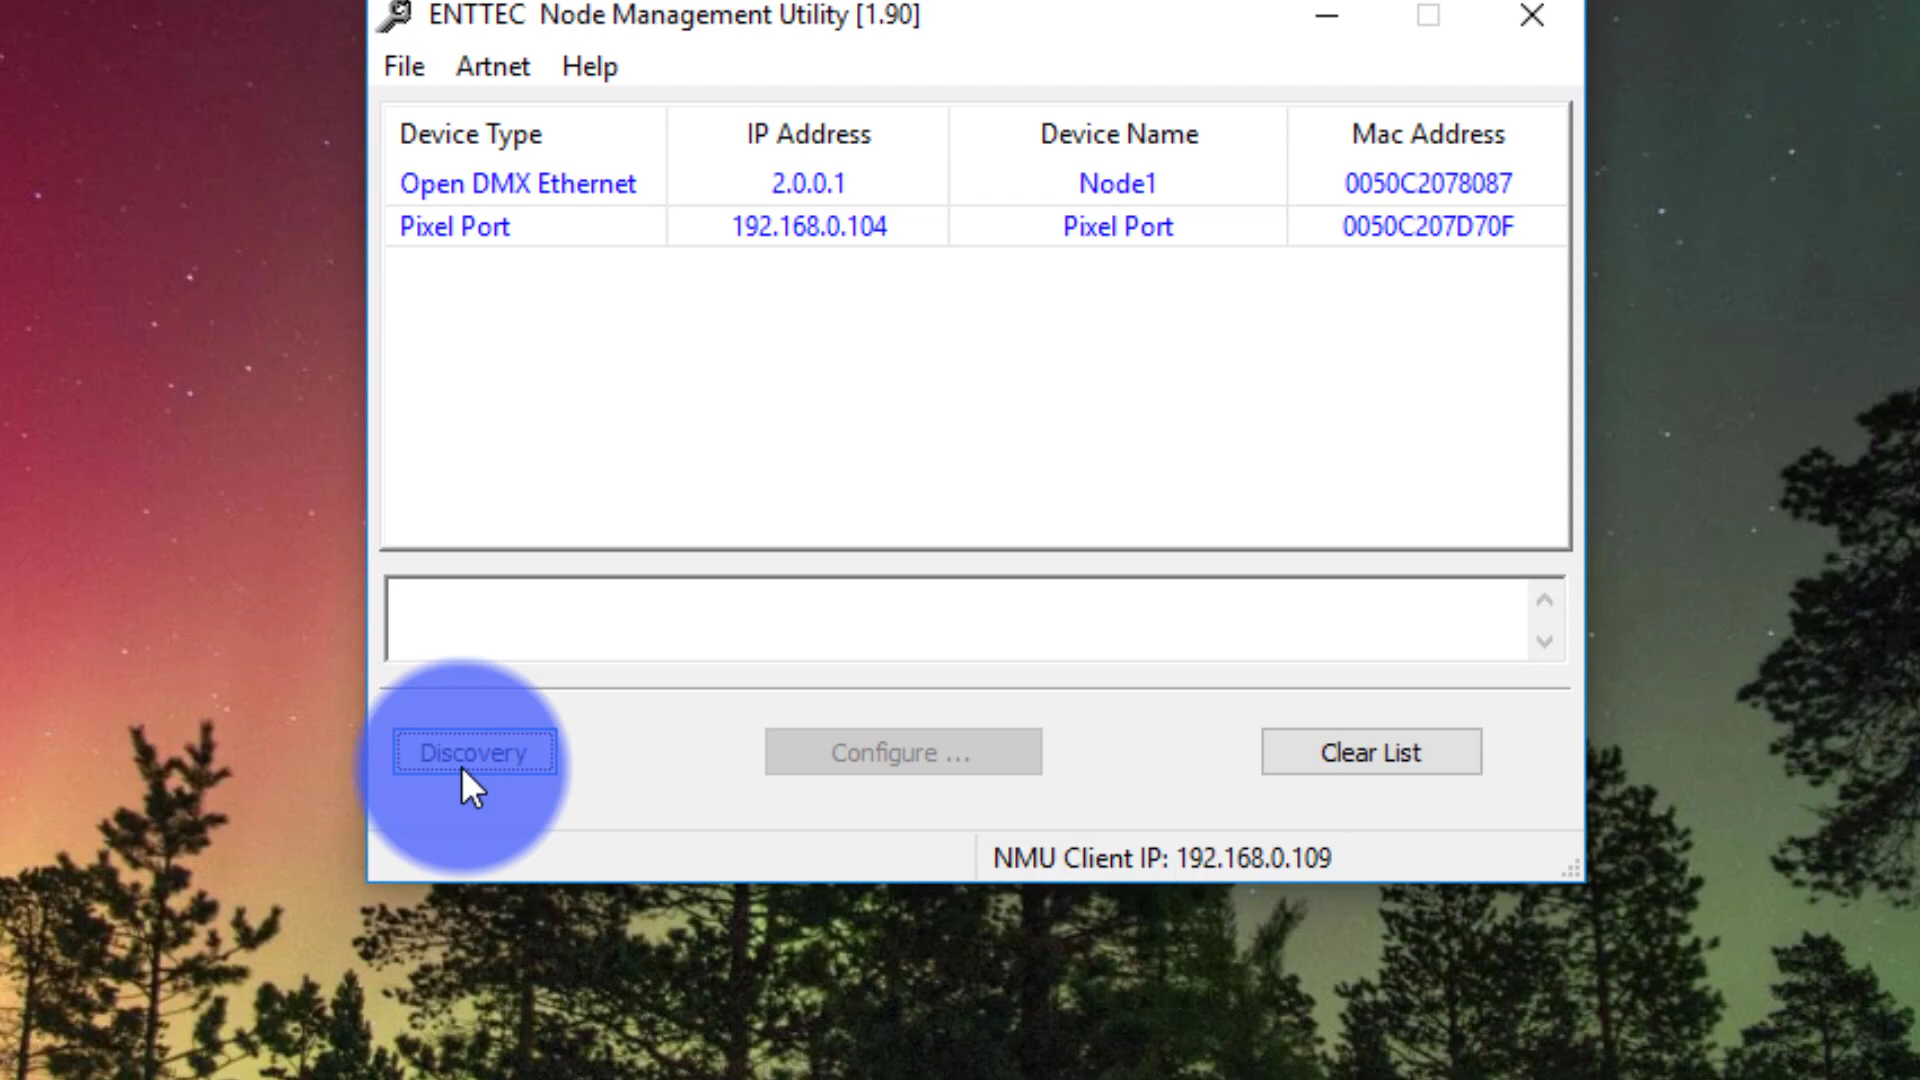 ENTTEC Node Management Utility [1.90]
File Artnet Help
Device Type IP Address Device Name Mac Address
Open DMX Ethernet 2.0.0.1 Node1 0050C2078087
Pixel Port 192.168.0.104 Pixel Port 0050C207D70F
Discovery Configure ... Clear List
NMU Client IP: 192.168.0.109